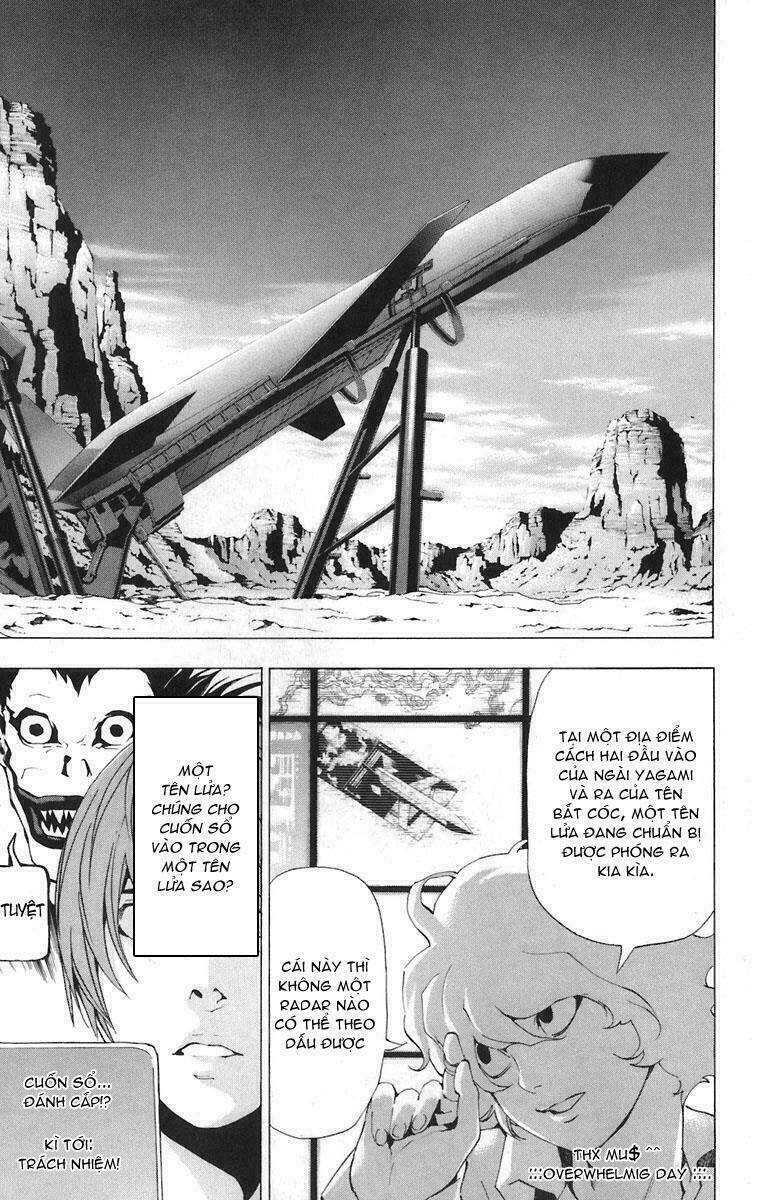 TẠI MỘT ĐỊA ĐIỂM
CÁCH HAI ĐẦU VÀO
CỦA NGÀI YAGAMI
VÀ RA CỦA TÊN
BẮT CÓC, MỘT TÊN
LỬA ĐANG CHUẨN BỊ
ĐƯỢC PHÓNG RA
KIA KÌA.
CÁI NÀY THÌ
KHÔNG MỘT
RADAR NÀO
CÓ THỂ THEO
DẤU ĐƯỢC
MỘT
TÊN LỬA?
CHÚNG CHO
CUỐN SỔ
VÀO TRONG
MỘT TÊN
LỬA SAO?
TUYỆT
CUỐN SỔ...
ĐÁNH CẮP!?
KÌ TỚI:
TRÁCH NHIỆM!
THX MU$ ^^
:::OVERWHELMIG DAY :::.